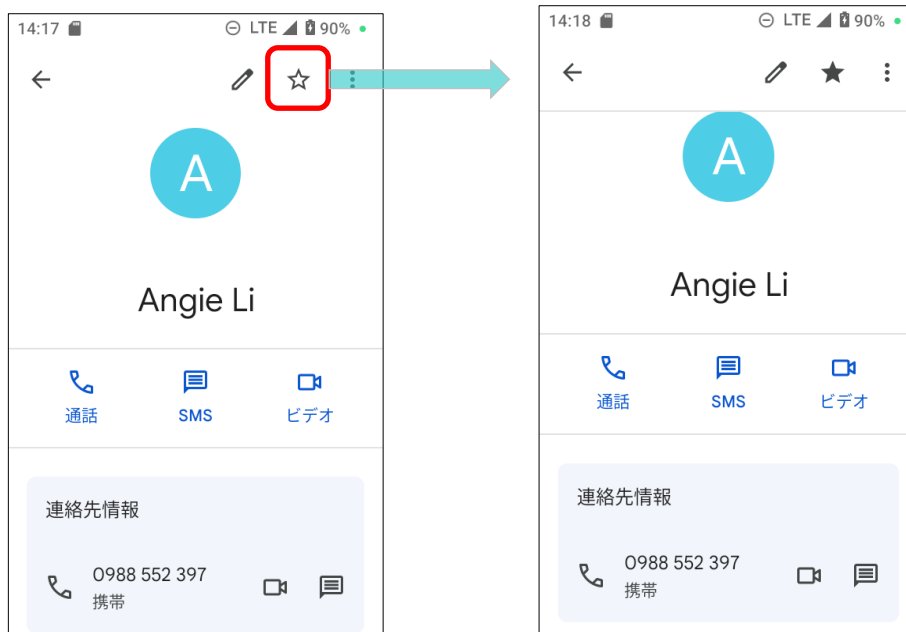 14:17 LTE 90%
A
Angie Li
通話 SMS ビデオ
連絡先情報
0988 552 397
携帯
14:18 LTE 90%
A
Angie Li
通話 SMS ビデオ
連絡先情報
0988 552 397
携帯